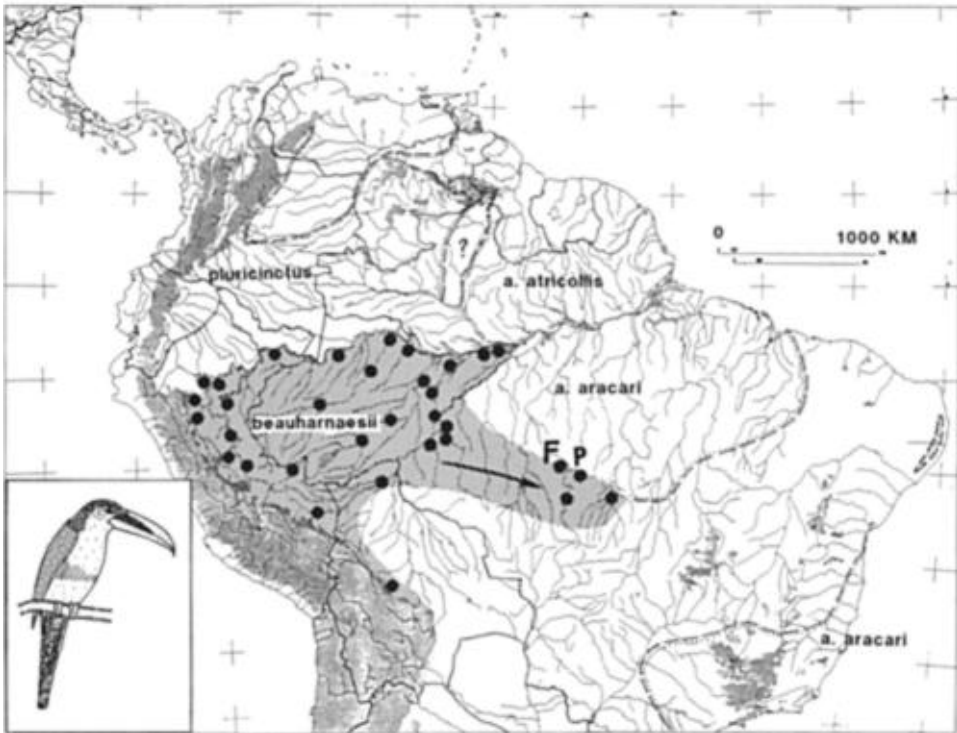 0 1000 KM
?
pluricinctus
a. atricollis
a. aracari
beauharnaesii
F P
a. aracari